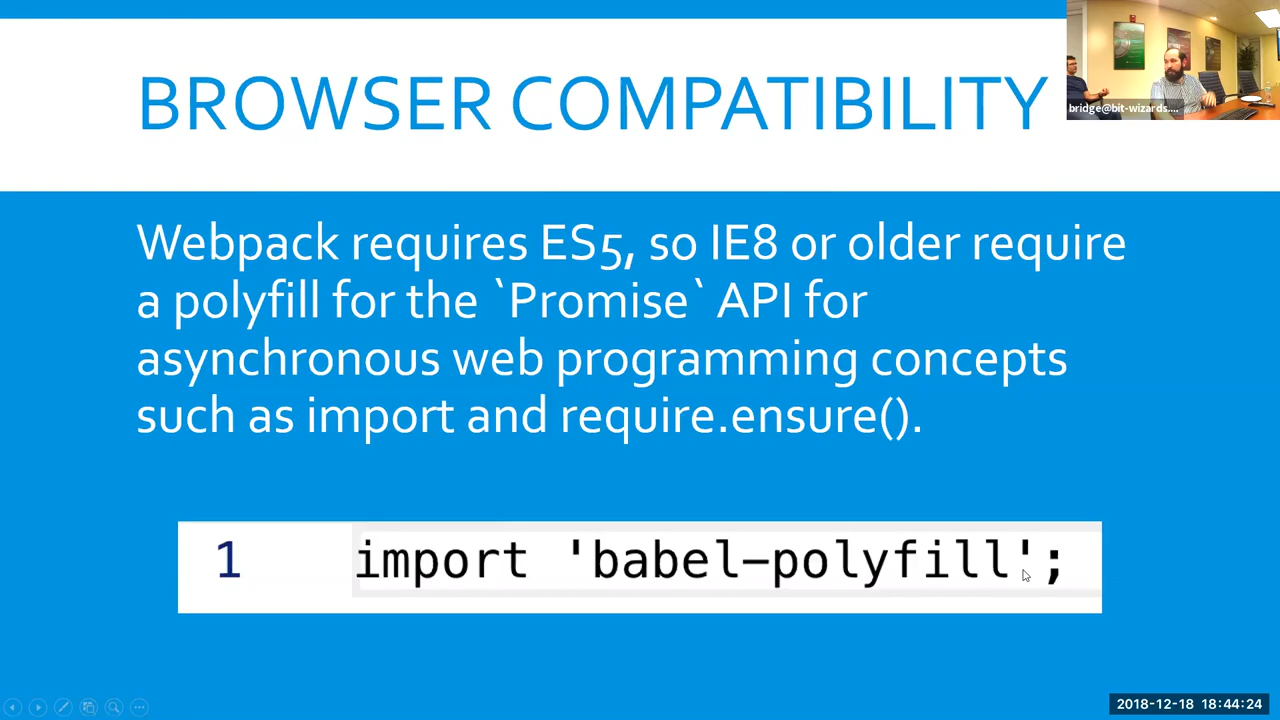 BROWSER COMPATIBILITY
bridge@bit-wizards....
Webpack requires ES5, so IE8 or older require
a polyfill for the `Promise` API for
asynchronous web programming concepts
such as import and require.ensure().
1 import 'babel-polyfill';
2018-12-18 18:44:24